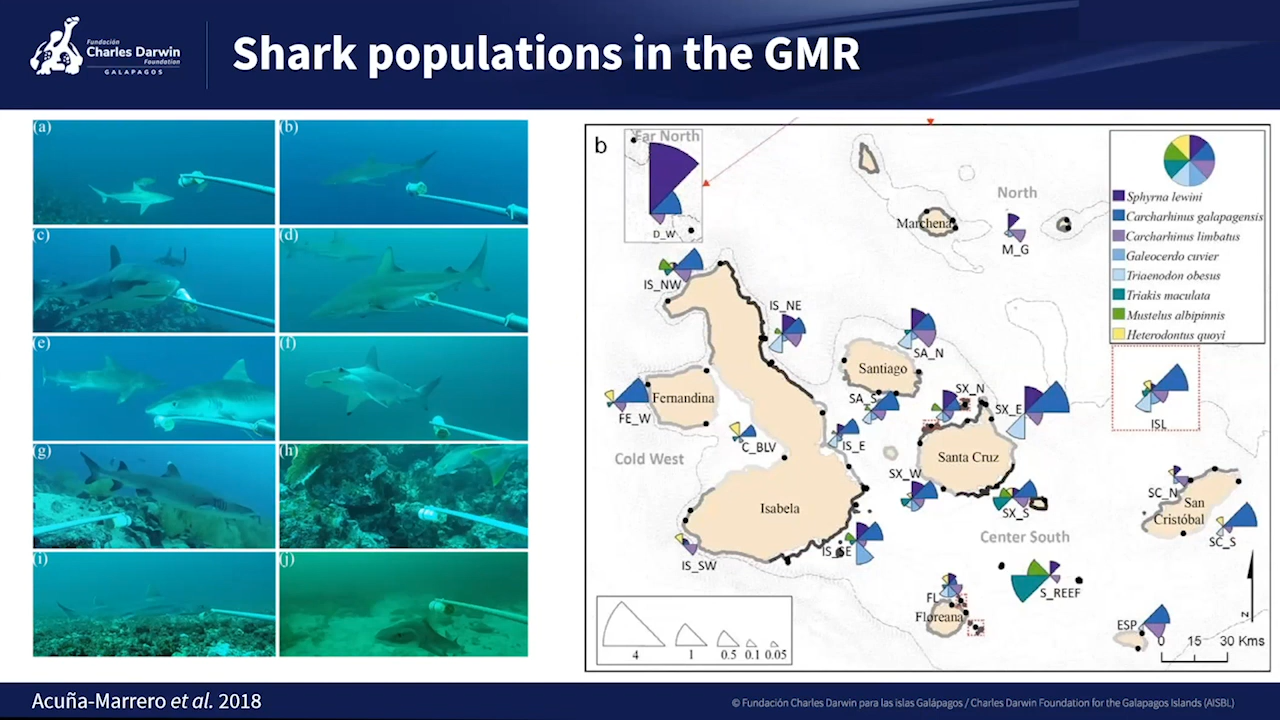 Fundación
Charles Darwin
Foundation
GALAPAGOS
Shark populations in the GMR
(a)
(b)
(c)
(d)
(e)
(f)
(g)
(h)
(i)
(j)
b
Far North
D_W
North
Marchena
M_G
Sphyrna lewini
Carcharhinus galapagensis
Carcharhinus limbatus
Galeocerdo cuvier
Triaenodon obesus
Triakis maculata
Mustelus albipinnis
Heterodontus quoyi
IS_NW
IS_NE
SA_N
Santiago
SA_S
SX_N
SX_E
Fernandina
FE_W
C_BLV
IS_E
ISL
Cold West
Santa Cruz
SX_W
SX_S
Isabela
SC_N
San
Cristóbal
SC_S
Center South
IS_SE
IS_SW
S_REEF
FL
Floreana
ESP
N
0 15 30 Kms
4 1 0.5 0.1 0.05
Acuña-Marrero et al. 2018
© Fundación Charles Darwin para las islas Galápagos / Charles Darwin Foundation for the Galapagos Islands (AISBL)